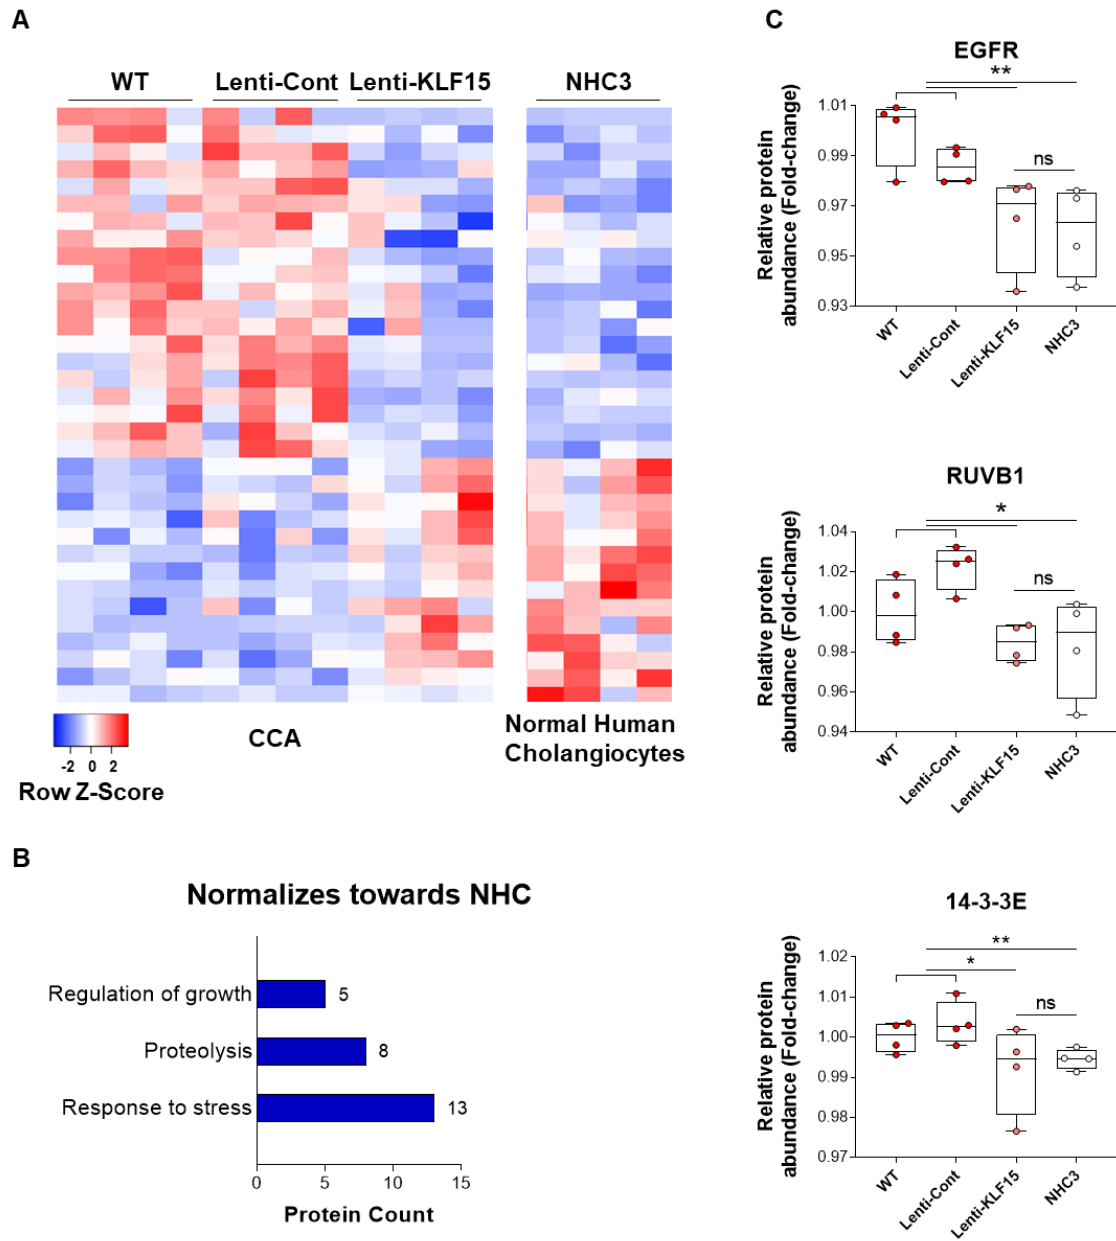 A
WT Lenti-Cont Lenti-KLF15 NHC3
-2 0 2
Row Z-Score
CCA
Normal Human
Cholangiocytes
B
Normalizes towards NHC
Regulation of growth 5
Proteolysis 8
Response to stress 13
0 5 10 15
Protein Count
C
EGFR
**
ns
Relative protein
abundance (Fold-change)
1.01
0.99
0.97
0.95
0.93
WT Lenti-Cont Lenti-KLF15 NHC3
RUVB1
*
ns
Relative protein
abundance (Fold-change)
1.04
1.02
1.00
0.98
0.96
0.94
WT Lenti-Cont Lenti-KLF15 NHC3
14-3-3E
**
*
ns
Relative protein
abundance (Fold-change)
1.02
1.01
1.00
0.99
0.98
0.97
WT Lenti-Cont Lenti-KLF15 NHC3